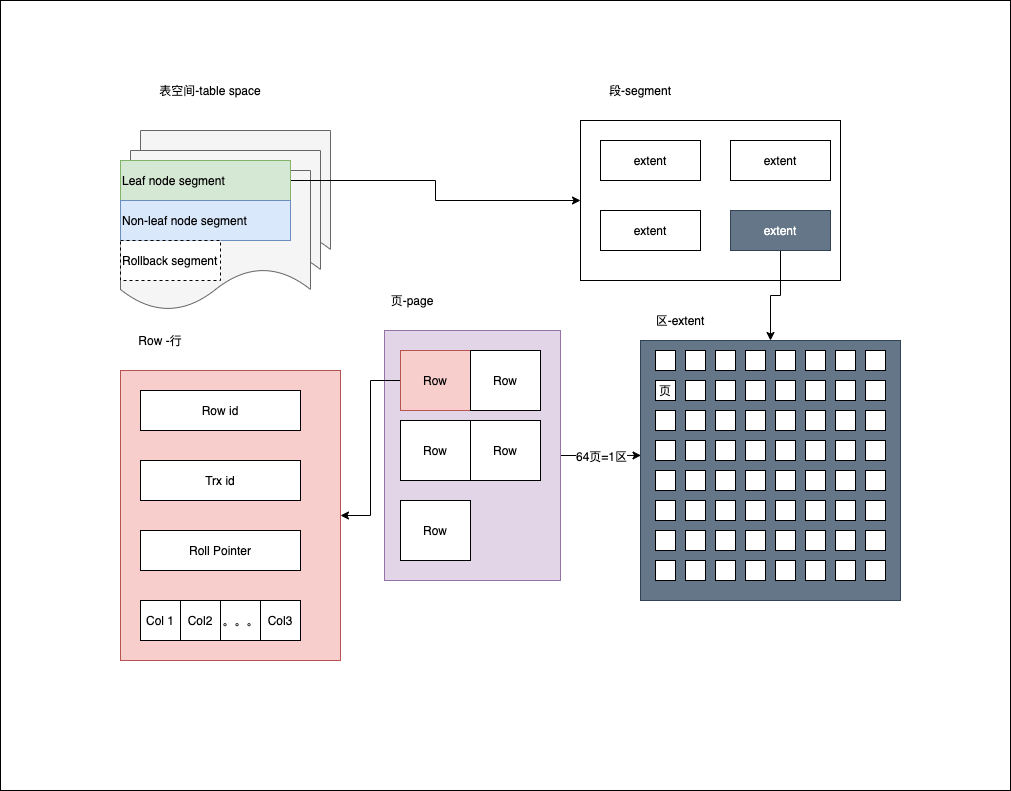 表空间-table space
段-segment
Leaf node segment
Non-leaf node segment
Rollback segment
extent
extent
extent
extent
页-page
区-extent
Row -行
Row
Row
Row
Row
Row
64页=1区
页
Row id
Trx id
Roll Pointer
Col 1
Col2
。。。
Col3